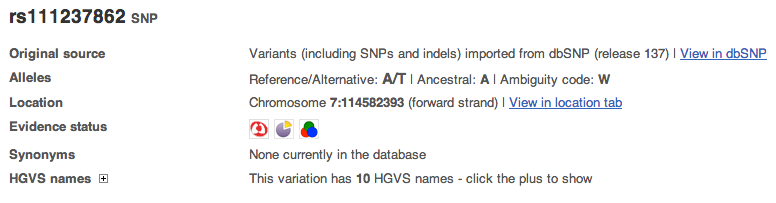 rs111237862 SNP
Original source Variants (including SNPs and indels) imported from dbSNP (release 137) | View in dbSNP
Alleles Reference/Alternative: A/T | Ancestral: A | Ambiguity code: W
Location Chromosome 7:114582393 (forward strand) | View in location tab
Evidence status
Synonyms None currently in the database
HGVS names This variation has 10 HGVS names - click the plus to show